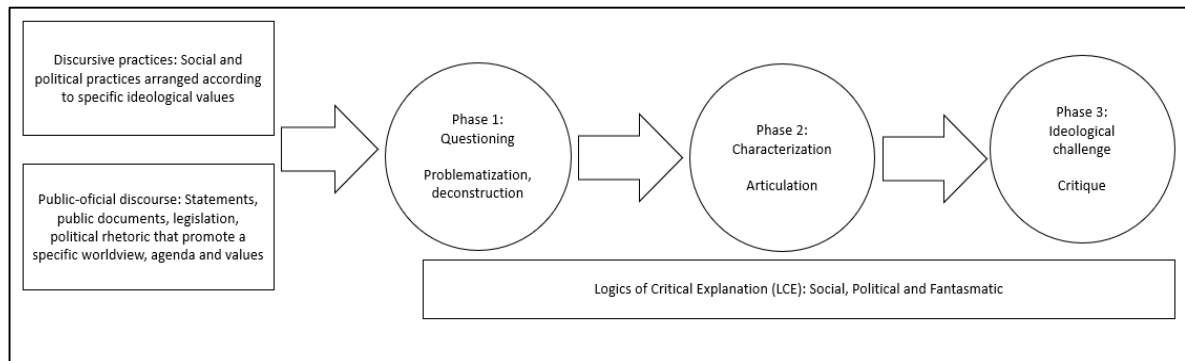 Discursive practices: Social and
political practices arranged according
to specific ideological values
Public-oficial discourse: Statements,
public documents, legislation,
political rhetoric that promote a
specific worldview, agenda and values
Phase 1:
Questioning
Problematization,
deconstruction
Phase 2:
Characterization
Articulation
Phase 3:
Ideological
challenge
Critique
Logics of Critical Explanation (LCE): Social, Political and Fantasmatic